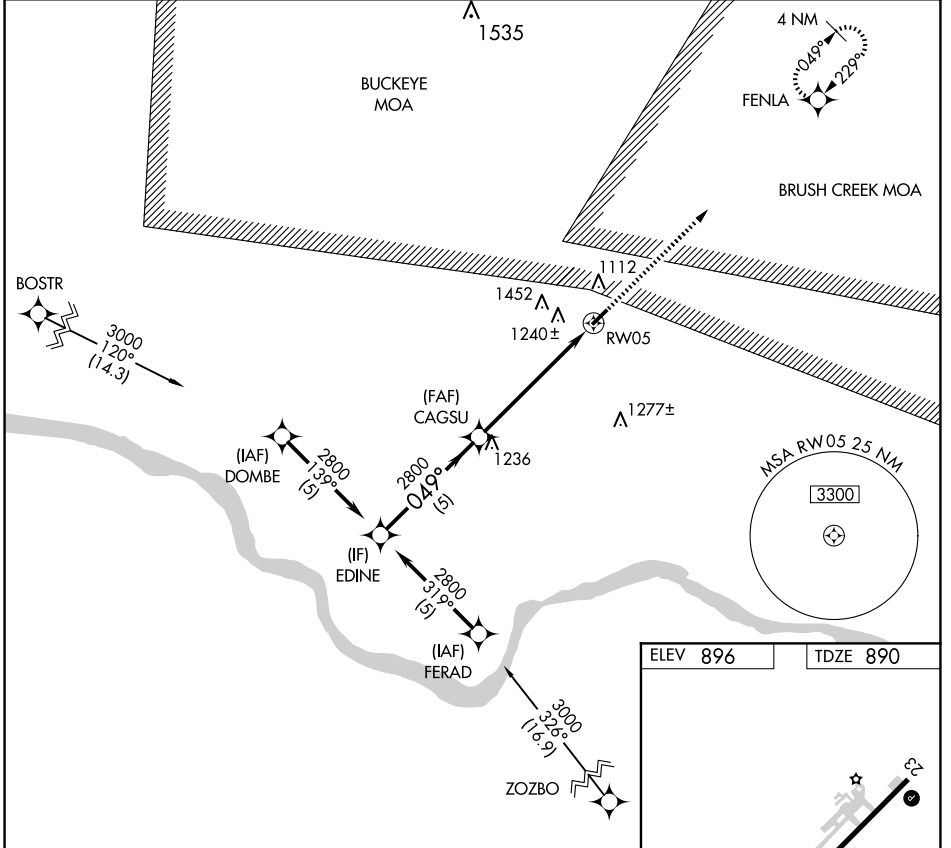 1535
4 NM
049°
229°
FENLA
BUCKEYE
MOA
BRUSH CREEK MOA
BOSTR
3000
120°
(14.3)
1112
1452
1240±
RW05
(FAF)
CAGSU
1277±
1236
(IAF)
DOMBE
2800
139°
(5)
2800
049°
(5)
MSA RW05 25 NM
3300
(IF)
EDINE
2800
319°
(5)
(IAF)
FERAD
3000
326°
(16.9)
ZOZBO
ELEV 896
TDZE 890
23
P